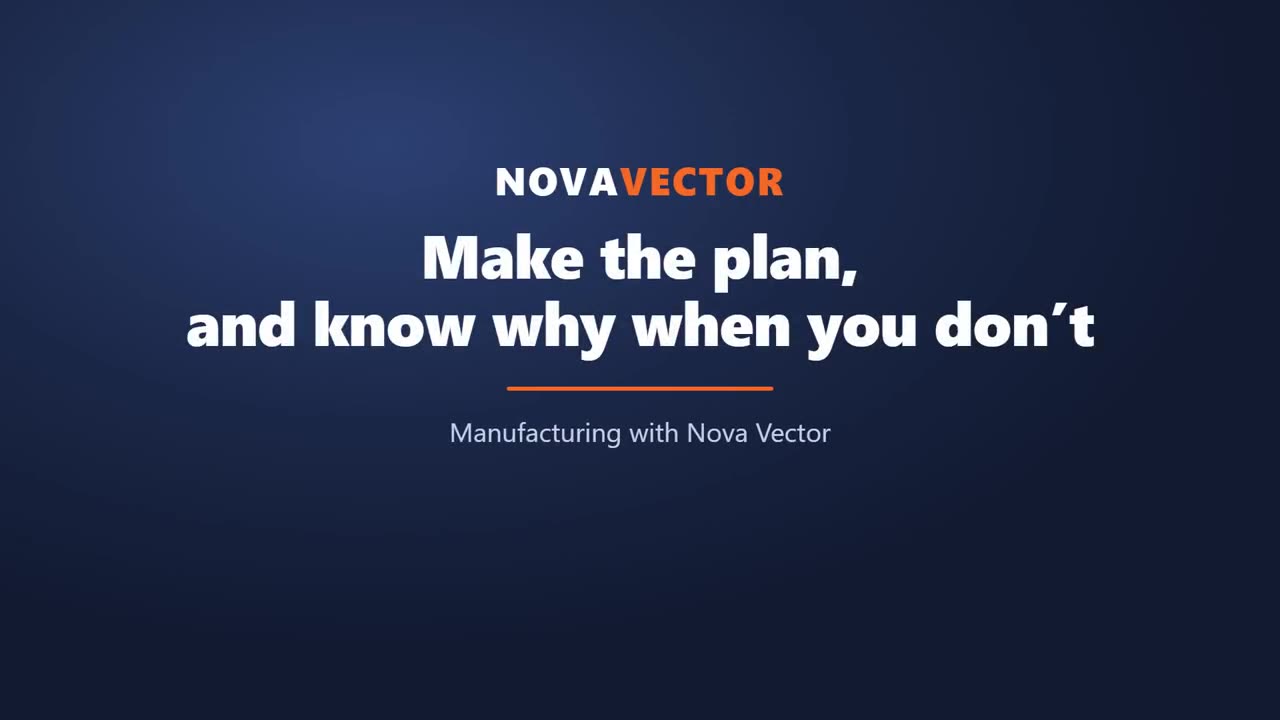 NOVAVECTOR
Make the plan,
and know why when you don´t
Manufacturing with Nova Vector